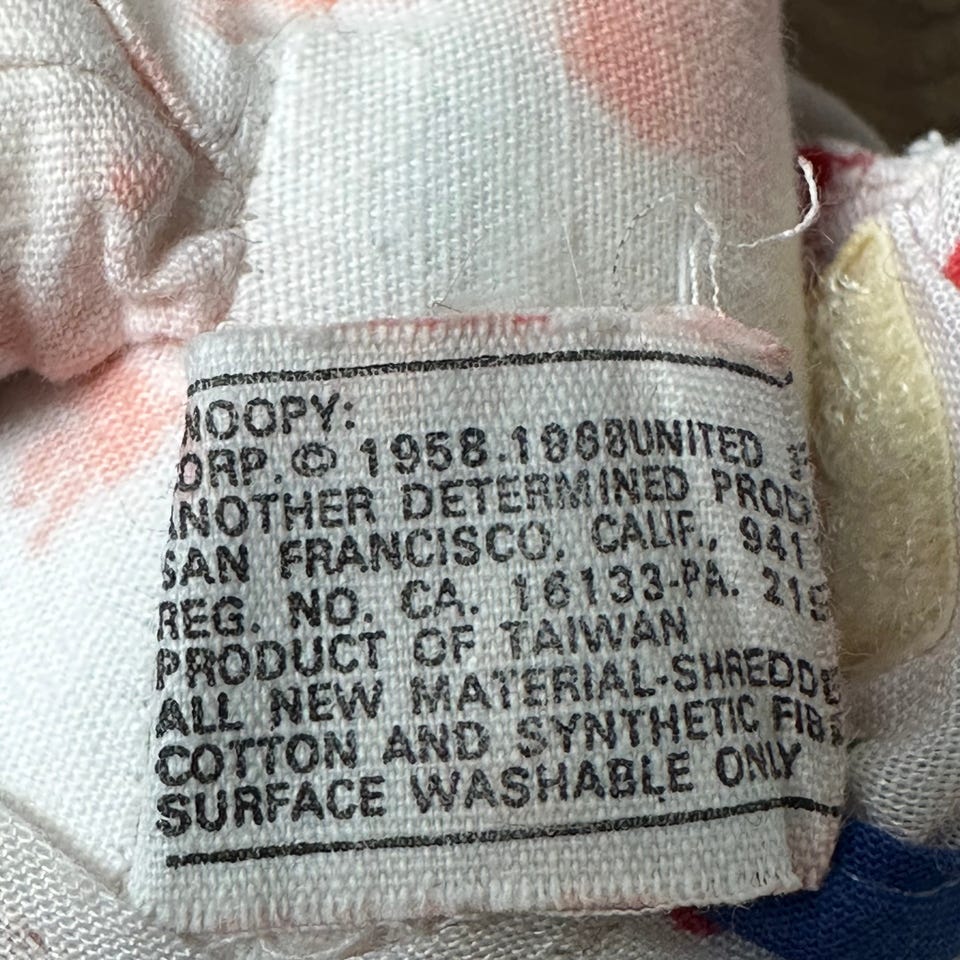 NOOPY:
ORP.© 1958.1968UNITED
ANOTHER DETERMINED PROD
SAN FRANCISCO, CALIF., 941
REG. NO. CA. 16133-PA. 219
PRODUCT OF TAIWAN
ALL NEW MATERIAL-SHREDDE
COTTON AND SYNTHETIC FIB
SURFACE WASHABLE ONLY